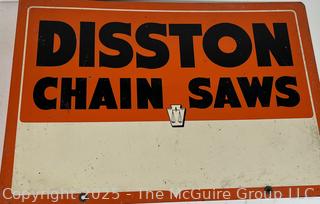 DISSTON
CHAIN SAWS
Copyright 2025 - The McGuire Group LLC